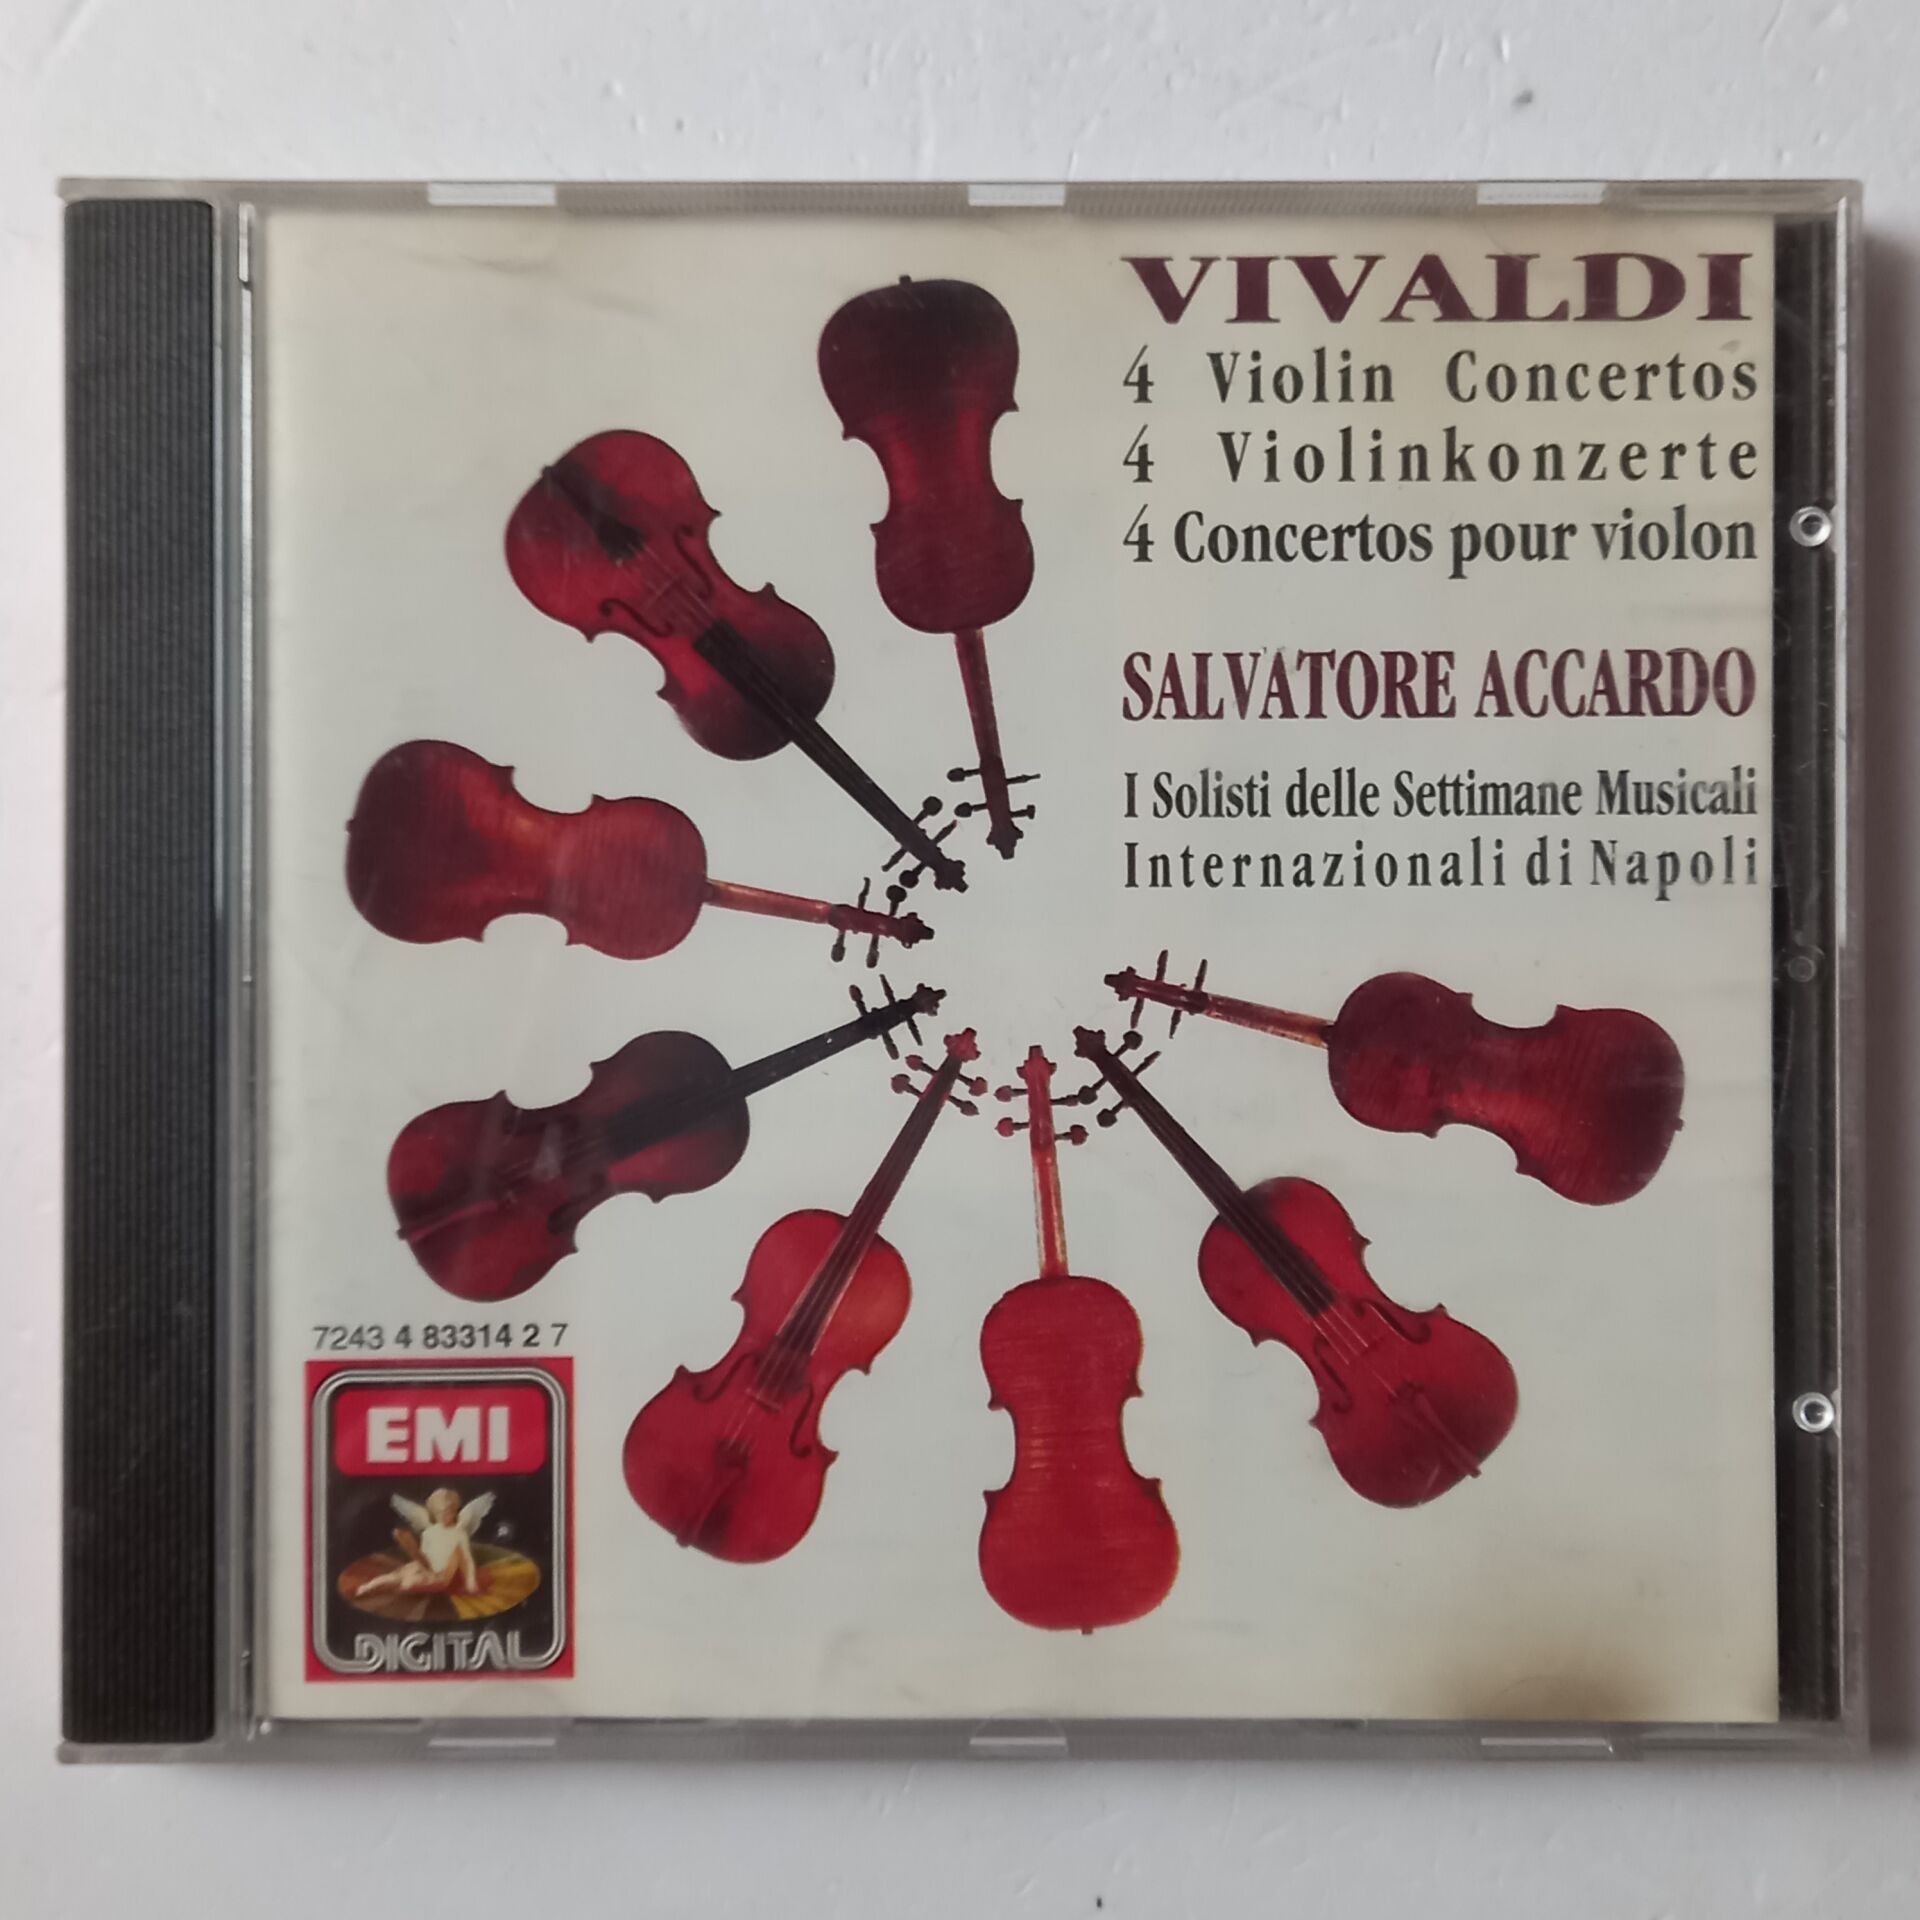 VIVALDI
4 Violin Concertos
4 Violinkonzerte
4 Concertos pour violon
SALVATORE ACCARDO
I Solisti delle Settimane Musicali
Internazionali di Napoli
7243 4 83314 2 7
EMI
DIGITAL